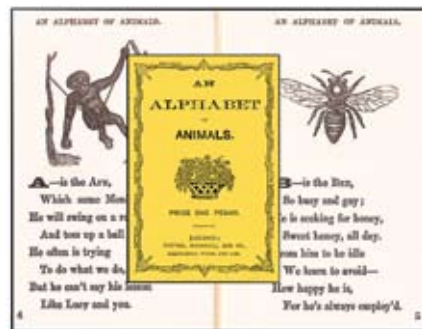 AN ALPHABET OF ANIMALS.
A—is the APE,
Which some
He will swing on a
And toss up a ball
He often is trying
To do what we do,
But he can't say his lesson
Like Lucy and you.
4
AN
ALPHABET
OF
ANIMALS.
PRICE ONE PENNY.
LONDON:
AN ALPHABET OF ANIMALS.
B—is the BEE,
So busy and gay;
He is seeking for honey,
Sweet honey, all day.
From him to be idle
We learn to avoid—
How happy he is,
For he's always employ'd.
5